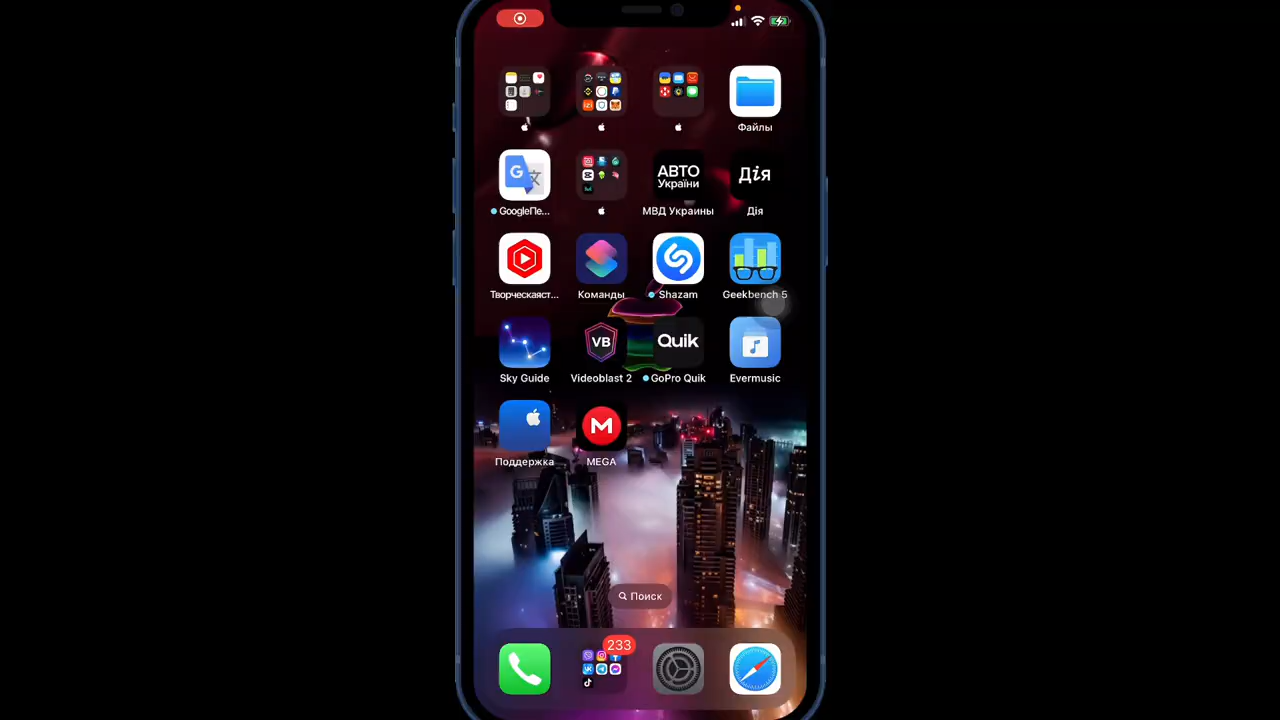 Файлы
G
АВТО
України
Дія
GoogleПе...
МВД Украины
Дія
Творческаяст...
Команды
Shazam
Geekbench 5
VB
Quik
Sky Guide
Videoblast 2
GoPro Quik
Evermusic
M
Поддержка
MEGA
Поиск
233